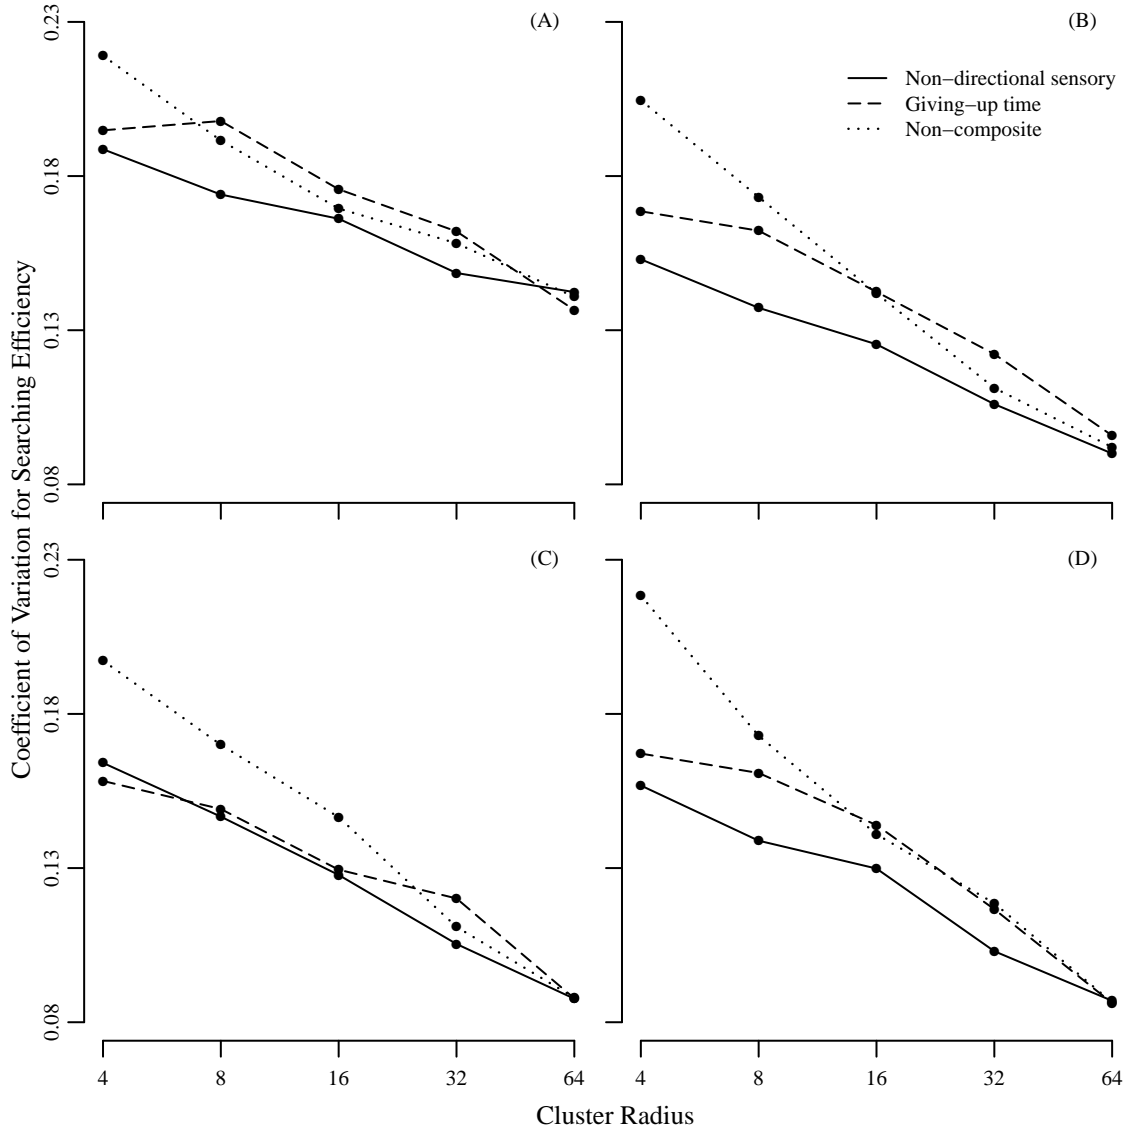 (A)
(B)
0.23
0.18
0.13
0.08
Non−directional sensory
Giving−up time
Non−composite
Coefficient of Variation for Searching Efficiency
(C)
(D)
0.23
0.18
0.13
0.08
4 8 16 32 64
4 8 16 32 64
Cluster Radius